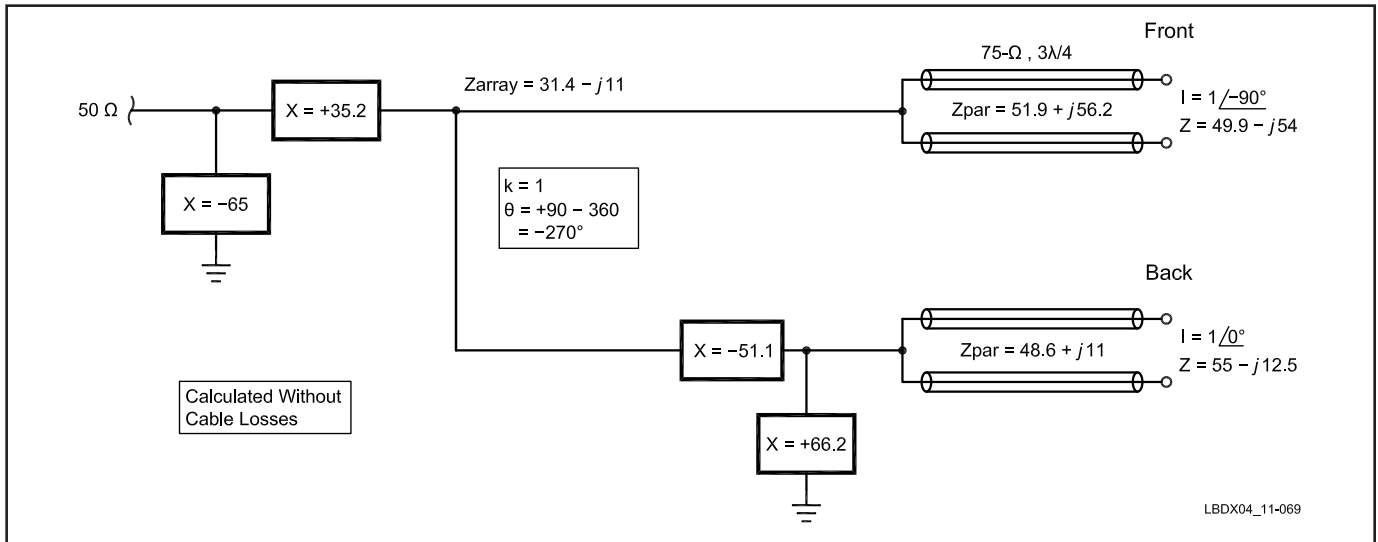 Front
75-Ω , 3λ/4
Zarray = 31.4 − j11
50 Ω
X = +35.2
Zpar = 51.9 + j56.2
I = 1/−90°
Z = 49.9 − j54
X = −65
k = 1
θ = +90 − 360
= −270°
Back
X = −51.1
Zpar = 48.6 + j11
I = 1/0°
Z = 55 − j12.5
Calculated Without
Cable Losses
X = +66.2
LBDX04_11-069